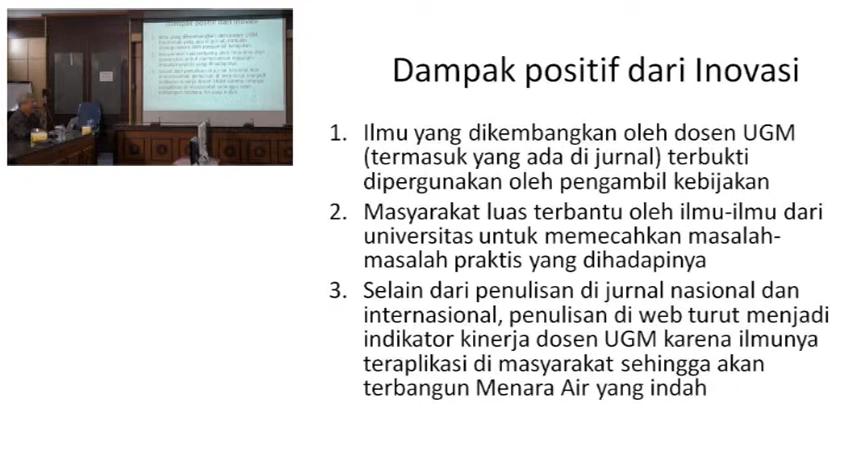 Dampak positif dari Inovasi
1. Ilmu yang dikembangkan oleh dosen UGM
(termasuk yang ada di jurnal) terbukti
dipergunakan oleh pengambil kebijakan
2. Masyarakat luas terbantu oleh ilmu-ilmu dari
universitas untuk memecahkan masalah-
masalah praktis yang dihadapinya
3. Selain dari penulisan di jurnal nasional dan
internasional, penulisan di web turut menjadi
indikator kinerja dosen UGM karena ilmunya
teraplikasi di masyarakat sehingga akan
terbangun Menara Air yang indah